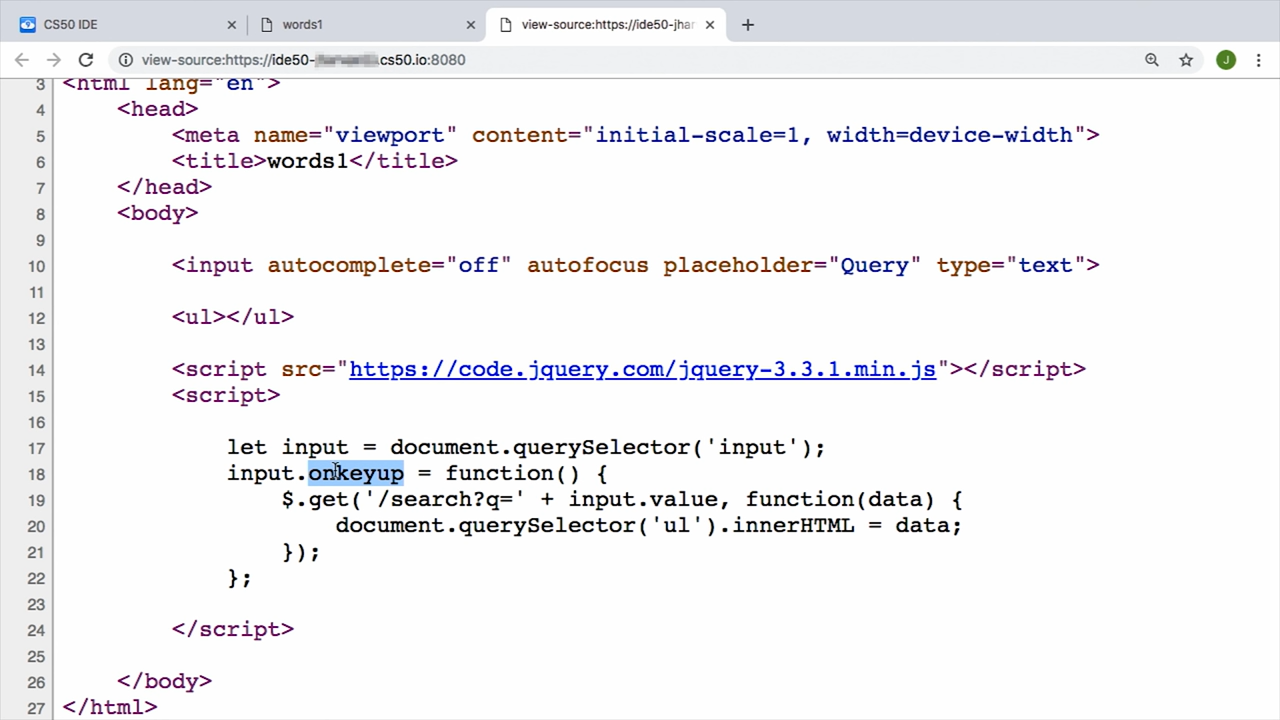 CS50 IDE
words1
view-source:https://ide50-jhar
view-source:https://ide50- cs50.io:8080
J
3 <html lang="en">
4 <head>
5 <meta name="viewport" content="initial-scale=1, width=device-width">
6 <title>words1</title>
7 </head>
8 <body>
9
10 <input autocomplete="off" autofocus placeholder="Query" type="text">
11
12 <ul></ul>
13
14 <script src="https://code.jquery.com/jquery-3.3.1.min.js"></script>
15 <script>
16
17 let input = document.querySelector('input');
18 input.onkeyup = function() {
19 $.get('/search?q=' + input.value, function(data) {
20 document.querySelector('ul').innerHTML = data;
21 });
22 };
23
24 </script>
25
26 </body>
27 </html>